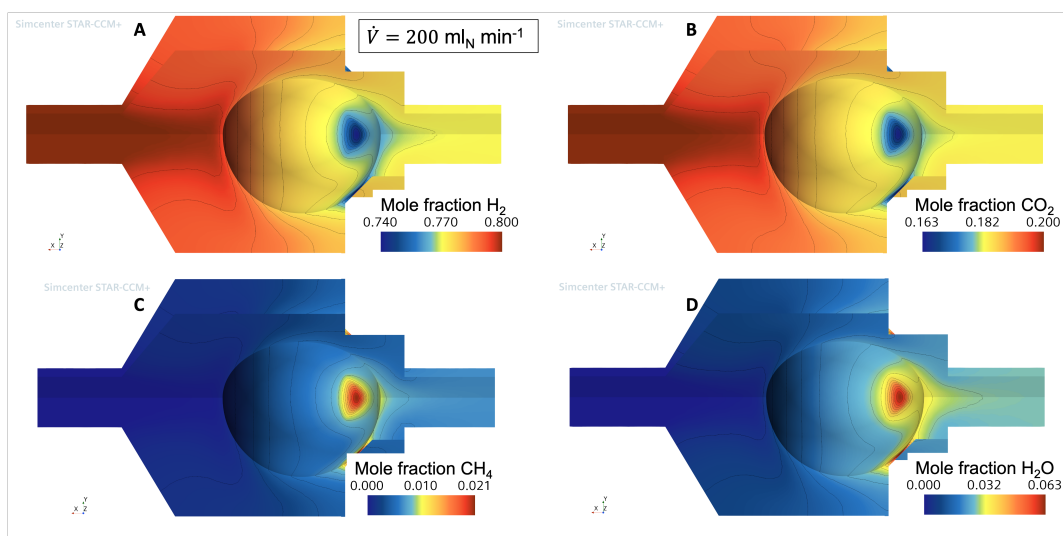 Simcenter STAR-CCM+
A
V̇ = 200 mlN min-1
Simcenter STAR-CCM+
B
Mole fraction H2
0.740 0.770 0.800
X Y Z
Mole fraction CO2
0.163 0.182 0.200
X Y Z
Simcenter STAR-CCM+
C
Simcenter STAR-CCM+
D
Mole fraction CH4
0.000 0.010 0.021
X Y Z
Mole fraction H2O
0.000 0.032 0.063
X Y Z